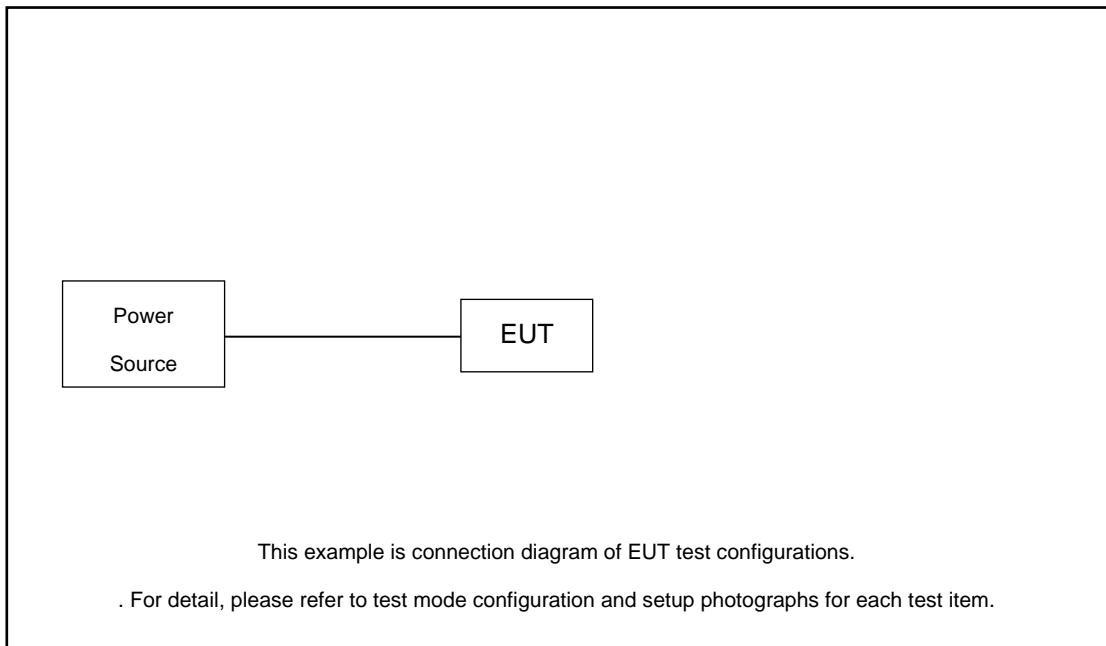 Power
Source
EUT
This example is connection diagram of EUT test configurations.
. For detail, please refer to test mode configuration and setup photographs for each test item.